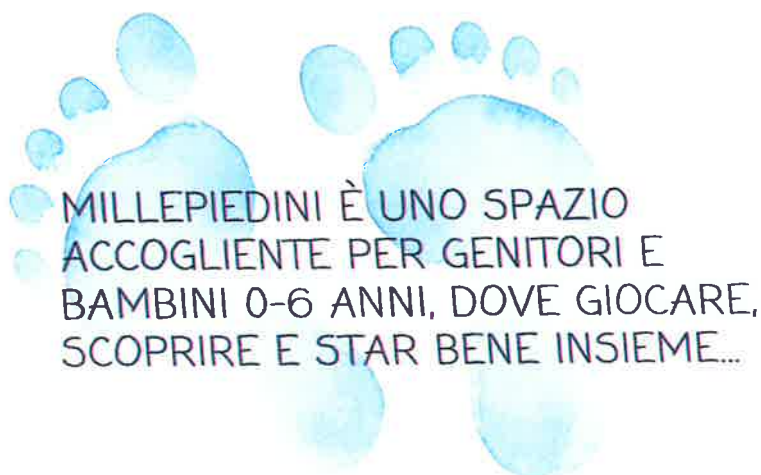 MILLEPIEDINI È UNO SPAZIO
ACCOGLIENTE PER GENITORI E
BAMBINI 0-6 ANNI, DOVE GIOCARE,
SCOPRIRE E STAR BENE INSIEME...